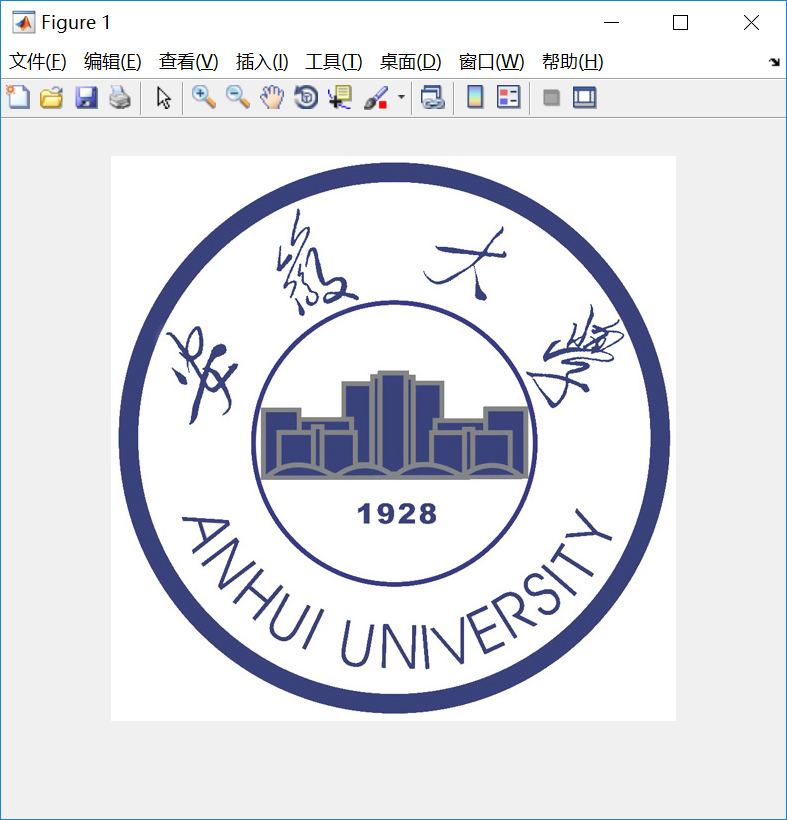 Figure 1
文件(F) 编辑(E) 查看(V) 插入(I) 工具(T) 桌面(D) 窗口(W) 帮助(H)
安徽大學
1928
ANHUI UNIVERSITY